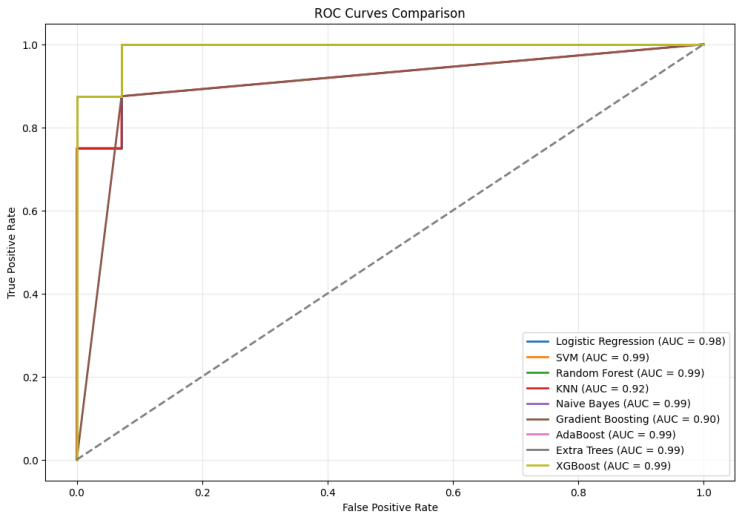 ROC Curves Comparison
True Positive Rate
1.0
0.8
0.6
0.4
0.2
0.0
Logistic Regression (AUC = 0.98)
SVM (AUC = 0.99)
Random Forest (AUC = 0.99)
KNN (AUC = 0.92)
Naive Bayes (AUC = 0.99)
Gradient Boosting (AUC = 0.90)
AdaBoost (AUC = 0.99)
Extra Trees (AUC = 0.99)
XGBoost (AUC = 0.99)
0.0 0.2 0.4 0.6 0.8 1.0
False Positive Rate